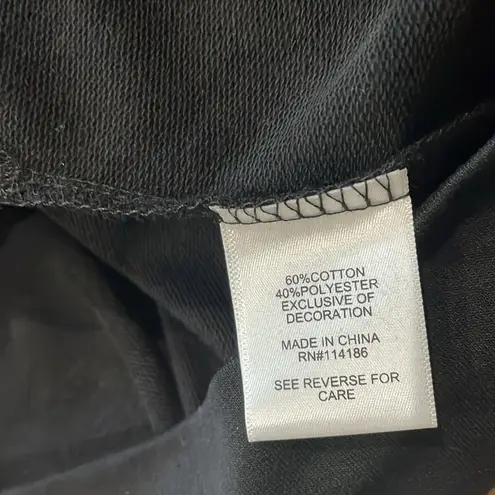 60%COTTON
40%POLYESTER
EXCLUSIVE OF
DECORATION
MADE IN CHINA
RN#114186
SEE REVERSE FOR
CARE